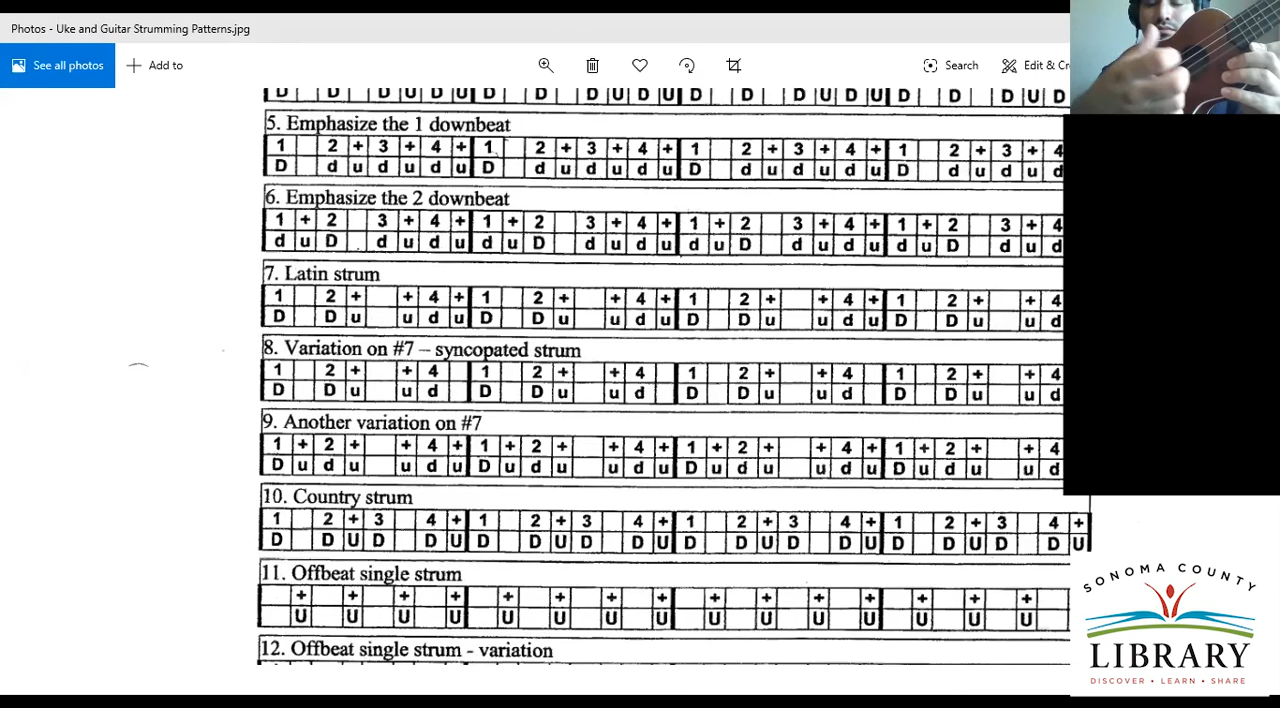 Photos - Uke and Guitar Strumming Patterns.jpg
See all photos
Add to
Search
Edit & Cr
D D D U D U D D D U D U D D D U D U D D D U D
5. Emphasize the 1 downbeat
1 2 + 3 + 4 + 1 2 + 3 + 4 + 1 2 + 3 + 4 + 1 2 + 3 + 4
D d u d u d u D d u d u d u D d u d u d u D d u d u d
6. Emphasize the 2 downbeat
1 + 2 3 + 4 + 1 + 2 3 + 4 + 1 + 2 3 + 4 + 1 + 2 3 + 4
d u D d u d u d u D d u d u d u D d u d u d u D d u d
7. Latin strum
1 2 + + 4 + 1 2 + + 4 + 1 2 + + 4 + 1 2 + + 4
D D u u d u D D u u d u D D u u d u D D u u d
8. Variation on #7 – syncopated strum
1 2 + + 4 1 2 + + 4 1 2 + + 4 1 2 + + 4
D D u u d D D u u d D D u u d D D u u d
9. Another variation on #7
1 + 2 + + 4 + 1 + 2 + + 4 + 1 + 2 + + 4 + 1 + 2 + + 4
D u d u u d u D u d u u d u D u d u u d u D u d u u d
10. Country strum
1 2 + 3 4 + 1 2 + 3 4 + 1 2 + 3 4 + 1 2 + 3 4 +
D D U D D U D D U D D U D D U D D U D D U D D U
11. Offbeat single strum
+ + + + + + + + + + + + + + +
U U U U U U U U U U U U U U U
12. Offbeat single strum - variation
SONOMA COUNTY
LIBRARY
DISCOVER • LEARN • SHARE